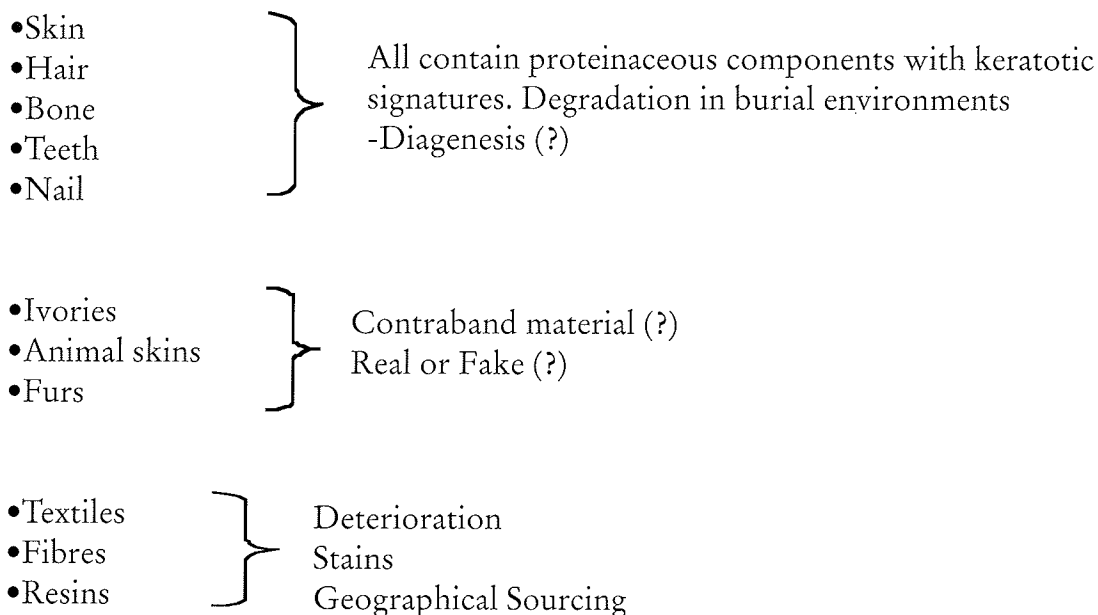 •Skin
•Hair
•Bone
•Teeth
•Nail
All contain proteinaceous components with keratotic
signatures. Degradation in burial environments
-Diagenesis (?)
•Ivories
•Animal skins
•Furs
Contraband material (?)
Real or Fake (?)
•Textiles
•Fibres
•Resins
Deterioration
Stains
Geographical Sourcing